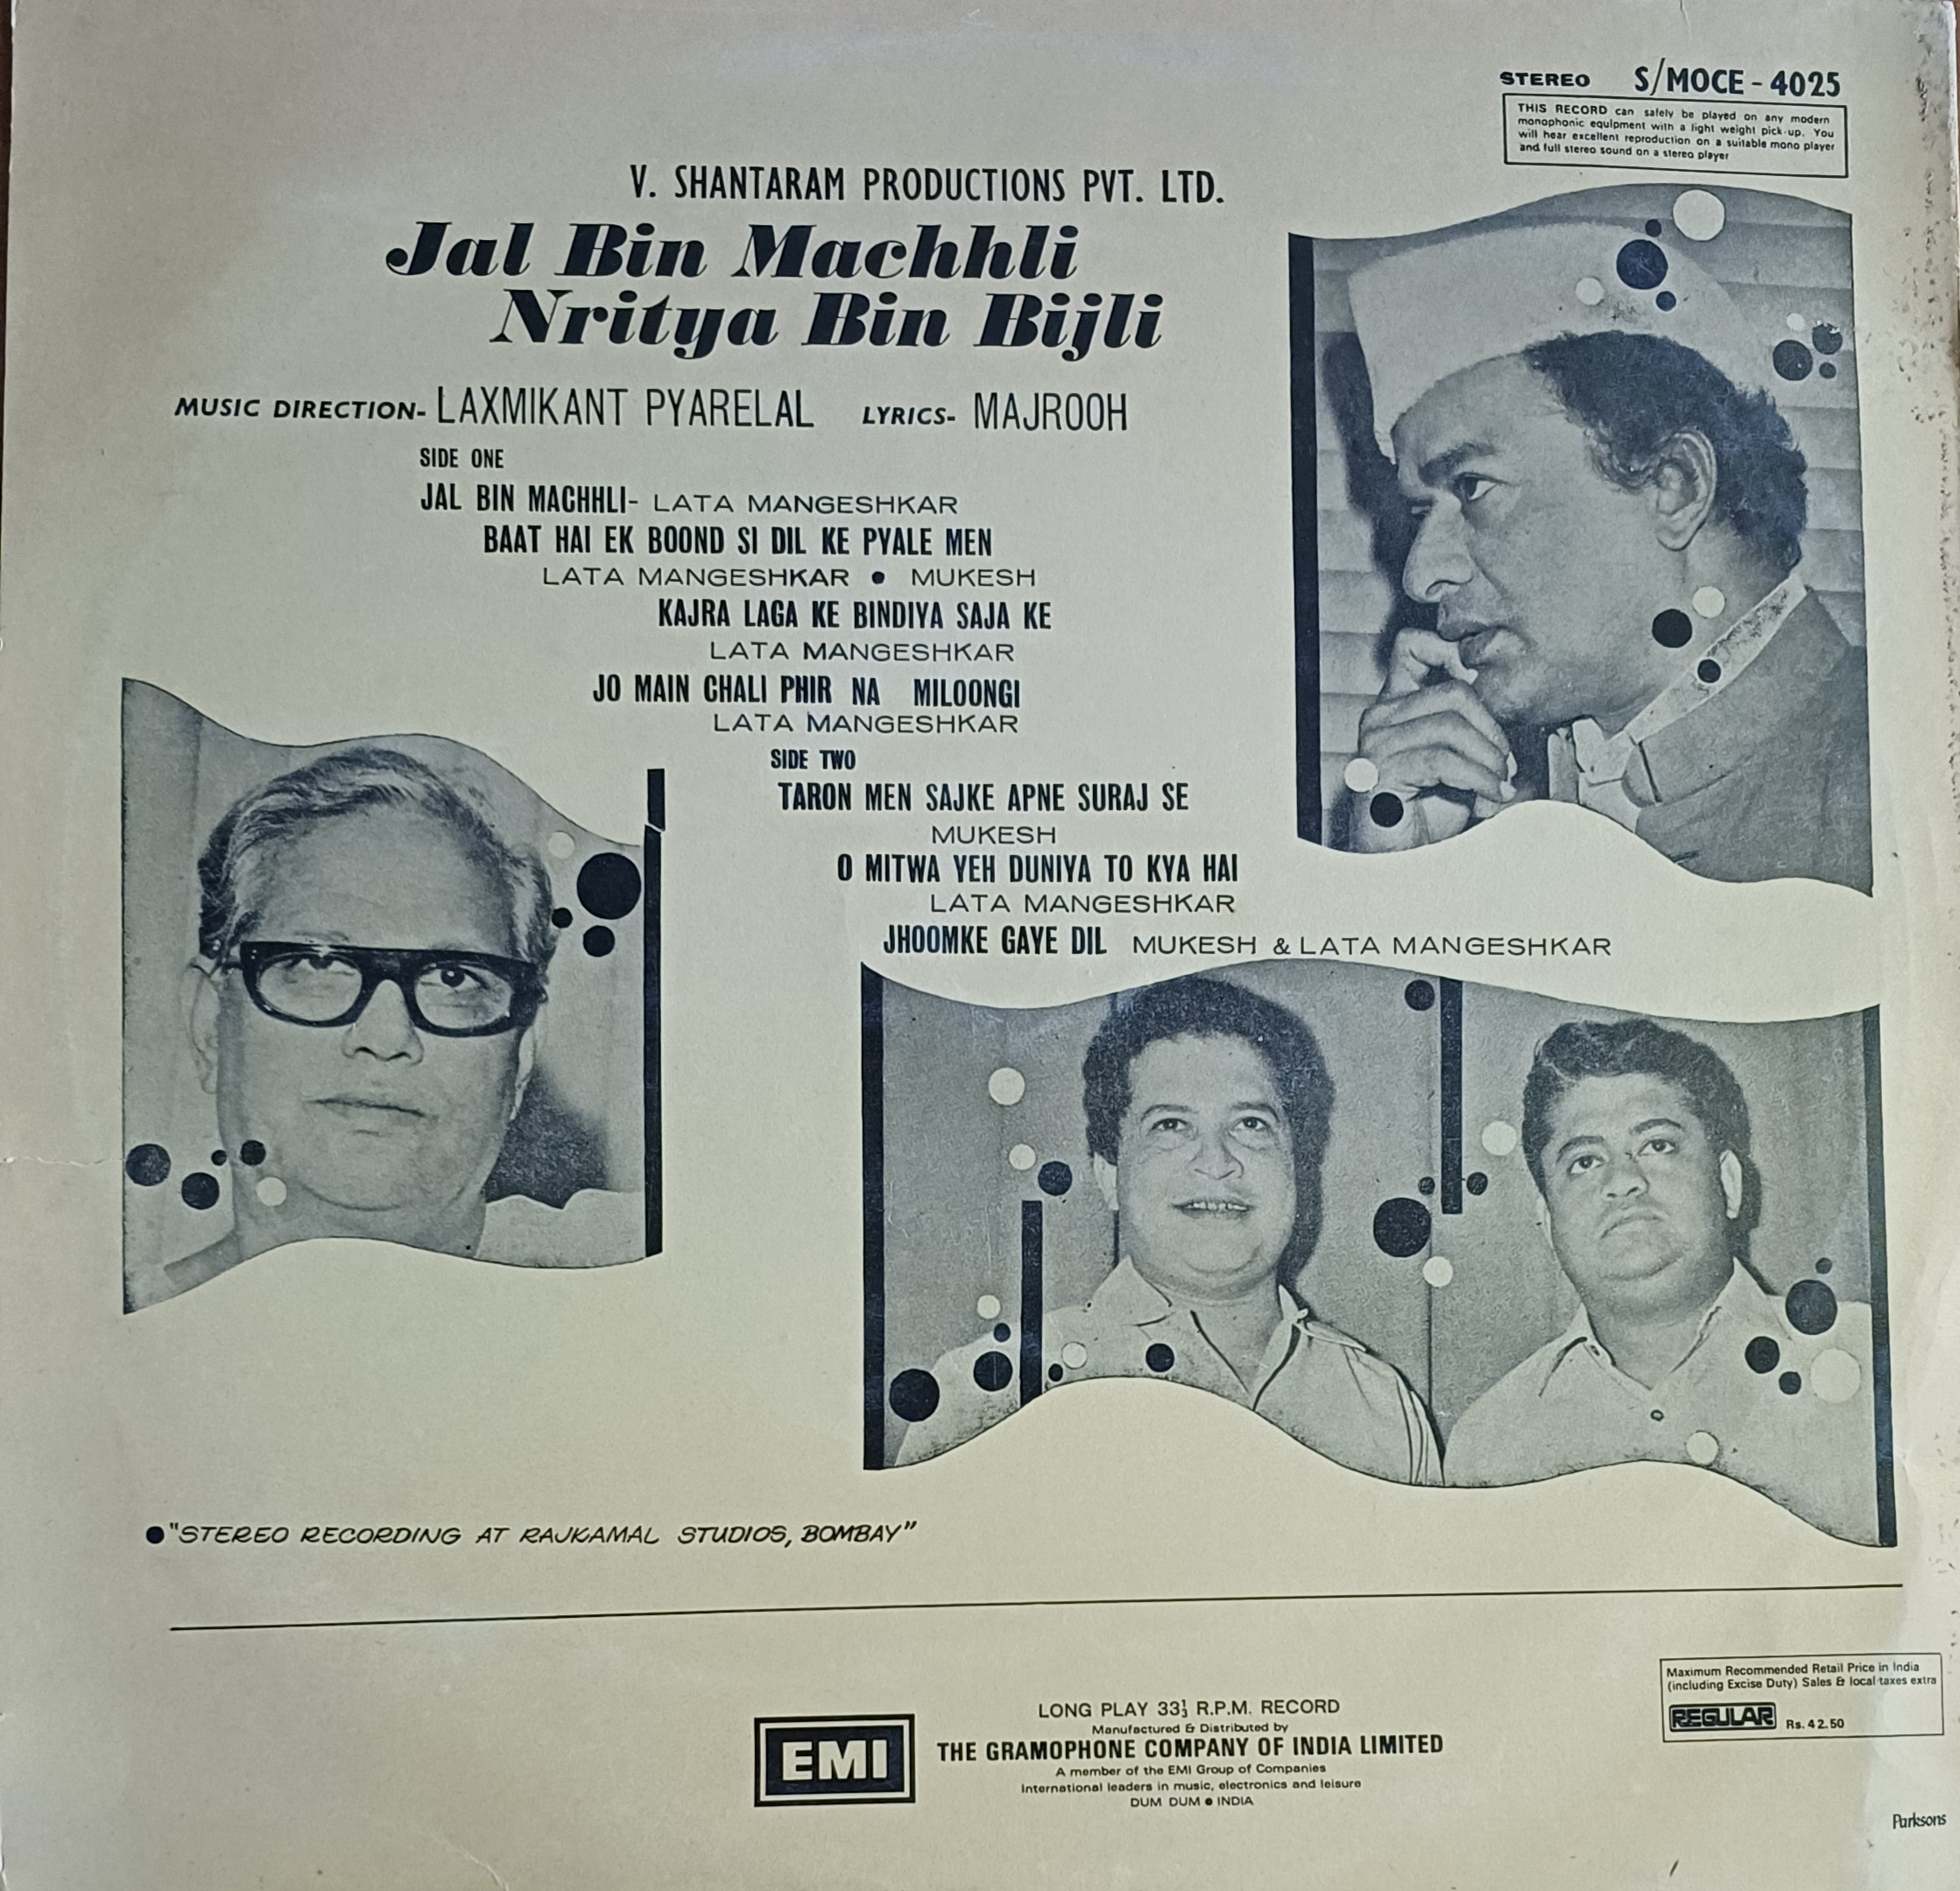 STEREO S/MOCE - 4025
THIS RECORD can safely be played on any modern
monophonic equipment with a light weight pick-up. You
will hear excellent reproduction on a suitable mono player
and full stereo sound on a stereo player
V. SHANTARAM PRODUCTIONS PVT. LTD.
Jal Bin Machhli
Nritya Bin Bijli
MUSIC DIRECTION- LAXMIKANT PYARELAL LYRICS- MAJROOH
SIDE ONE
JAL BIN MACHHLI- LATA MANGESHKAR
BAAT HAI EK BOOND SI DIL KE PYALE MEN
LATA MANGESHKAR ● MUKESH
KAJRA LAGA KE BINDIYA SAJA KE
LATA MANGESHKAR
JO MAIN CHALI PHIR NA MILOONGI
LATA MANGESHKAR
SIDE TWO
TARON MEN SAJKE APNE SURAJ SE
MUKESH
O MITWA YEH DUNIYA TO KYA HAI
LATA MANGESHKAR
JHOOMKE GAYE DIL MUKESH & LATA MANGESHKAR
● "STEREO RECORDING AT RAJKAMAL STUDIOS, BOMBAY"
Maximum Recommended Retail Price in India
(including Excise Duty) Sales & local taxes extra
REGULAR Rs. 42.50
EMI
LONG PLAY 33⅓ R.P.M. RECORD
Manufactured & Distributed by
THE GRAMOPHONE COMPANY OF INDIA LIMITED
A member of the EMI Group of Companies
International leaders in music, electronics and leisure
DUM DUM ● INDIA
Parksons